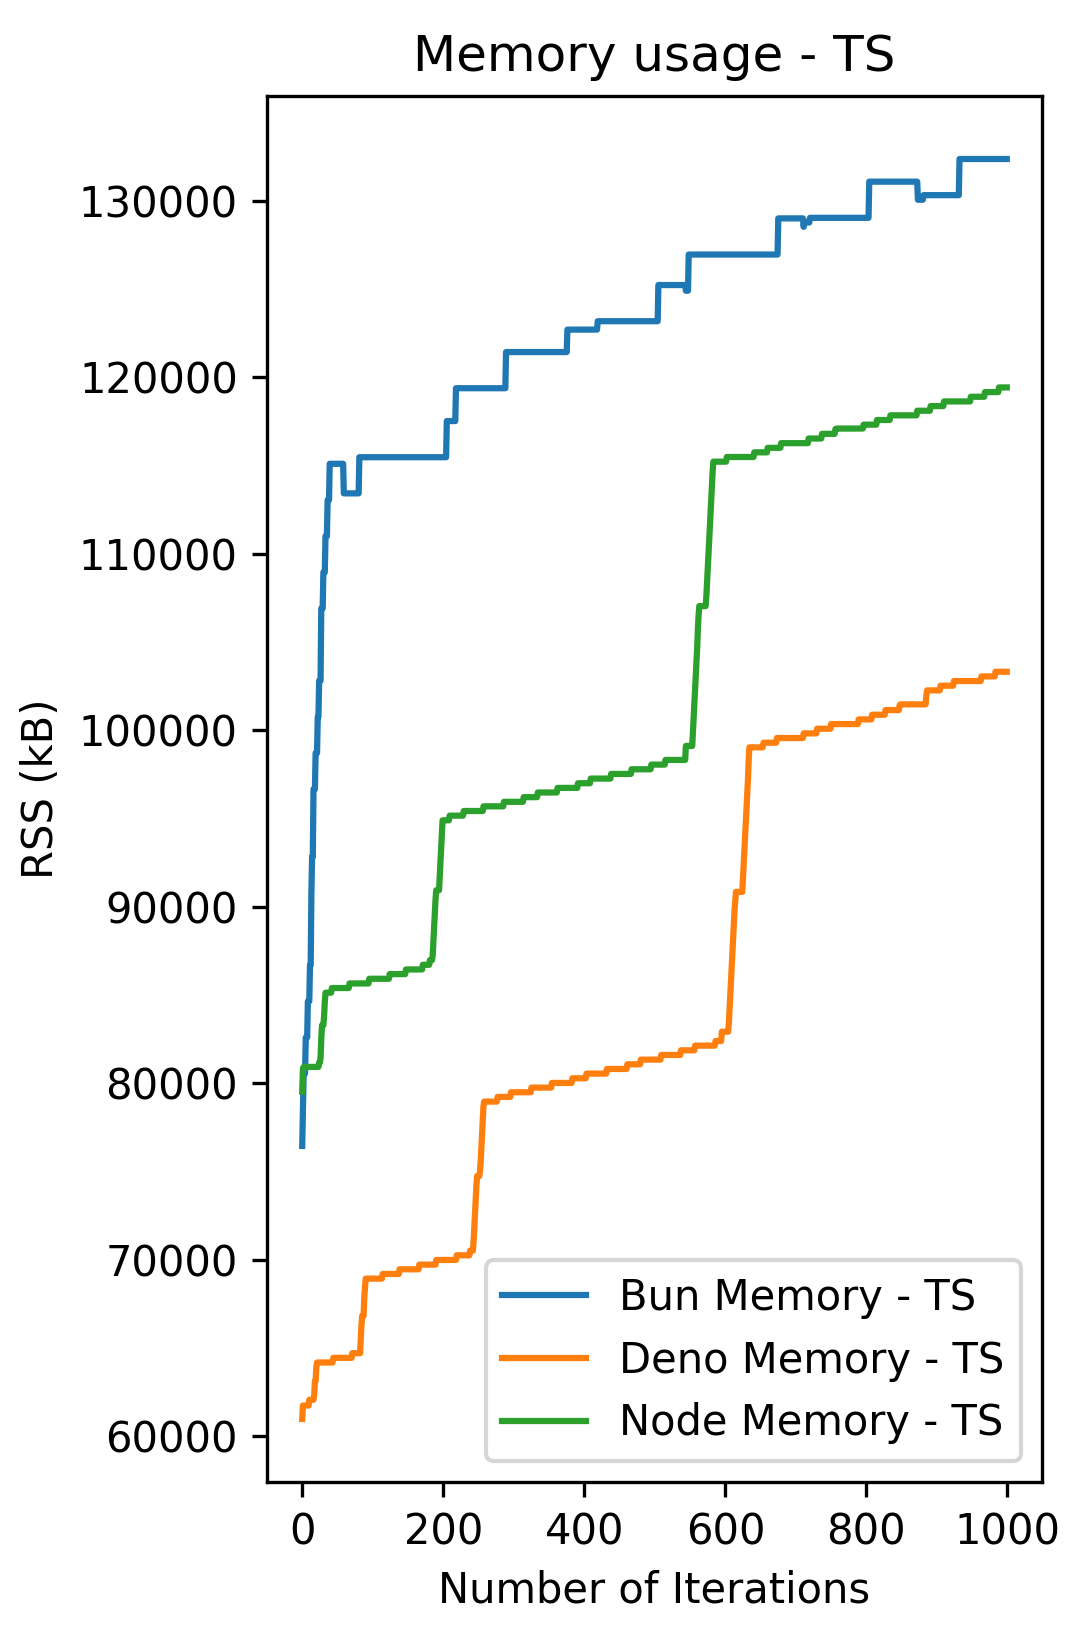 Memory usage - TS
130000
120000
110000
100000
90000
80000
70000
60000
RSS (kB)
Bun Memory - TS
Deno Memory - TS
Node Memory - TS
0 200 400 600 800 1000
Number of Iterations